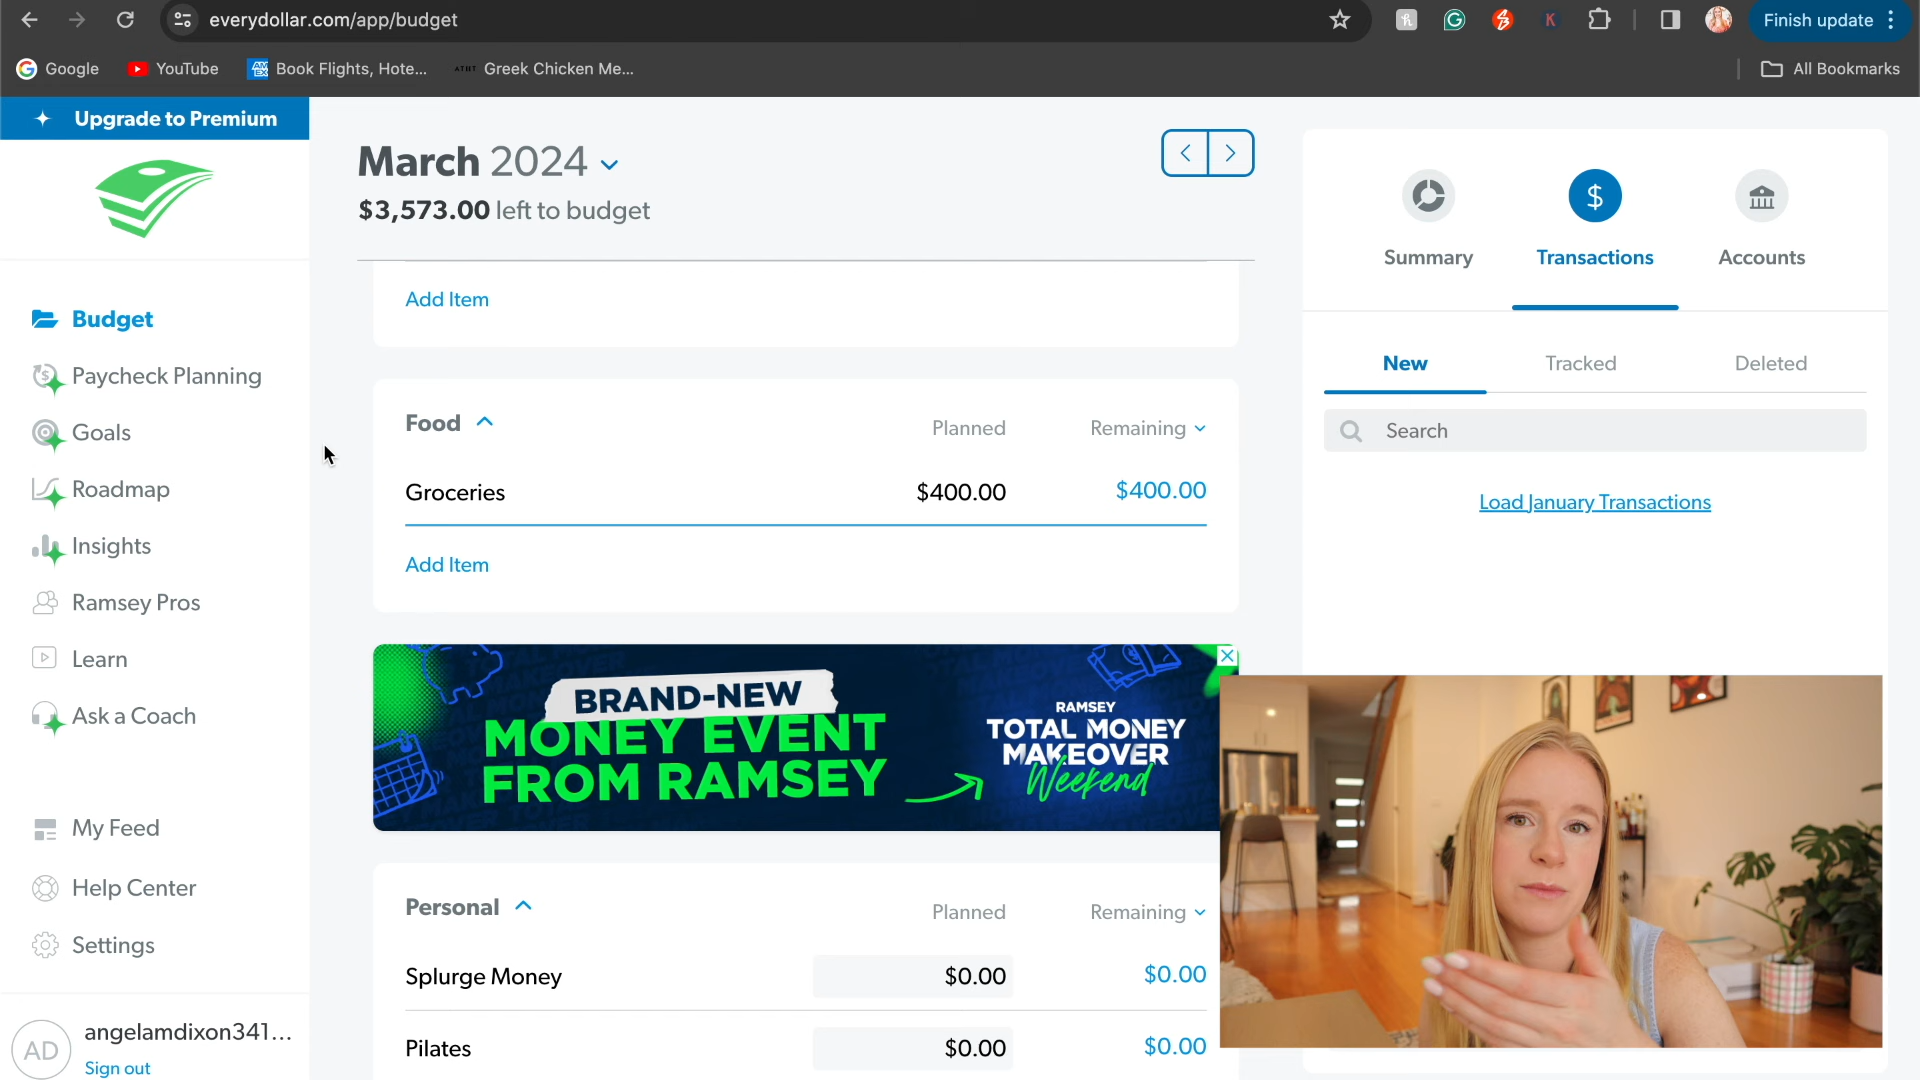 everydollar.com/app/budget
Finish update
Google
YouTube
Book Flights, Hote...
Greek Chicken Me...
All Bookmarks
Upgrade to Premium
Budget
Paycheck Planning
Goals
Roadmap
Insights
Ramsey Pros
Learn
Ask a Coach
My Feed
Help Center
Settings
AD
angelamdixon341...
Sign out
March 2024
$3,573.00 left to budget
Add Item
Food
Planned
Remaining
Groceries
$400.00
$400.00
Add Item
BRAND-NEW
MONEY EVENT
FROM RAMSEY
RAMSEY
TOTAL MONEY
MAKEOVER
Weekend
Personal
Planned
Remaining
Splurge Money
$0.00
$0.00
Pilates
$0.00
$0.00
Summary
Transactions
Accounts
New
Tracked
Deleted
Search
Load January Transactions